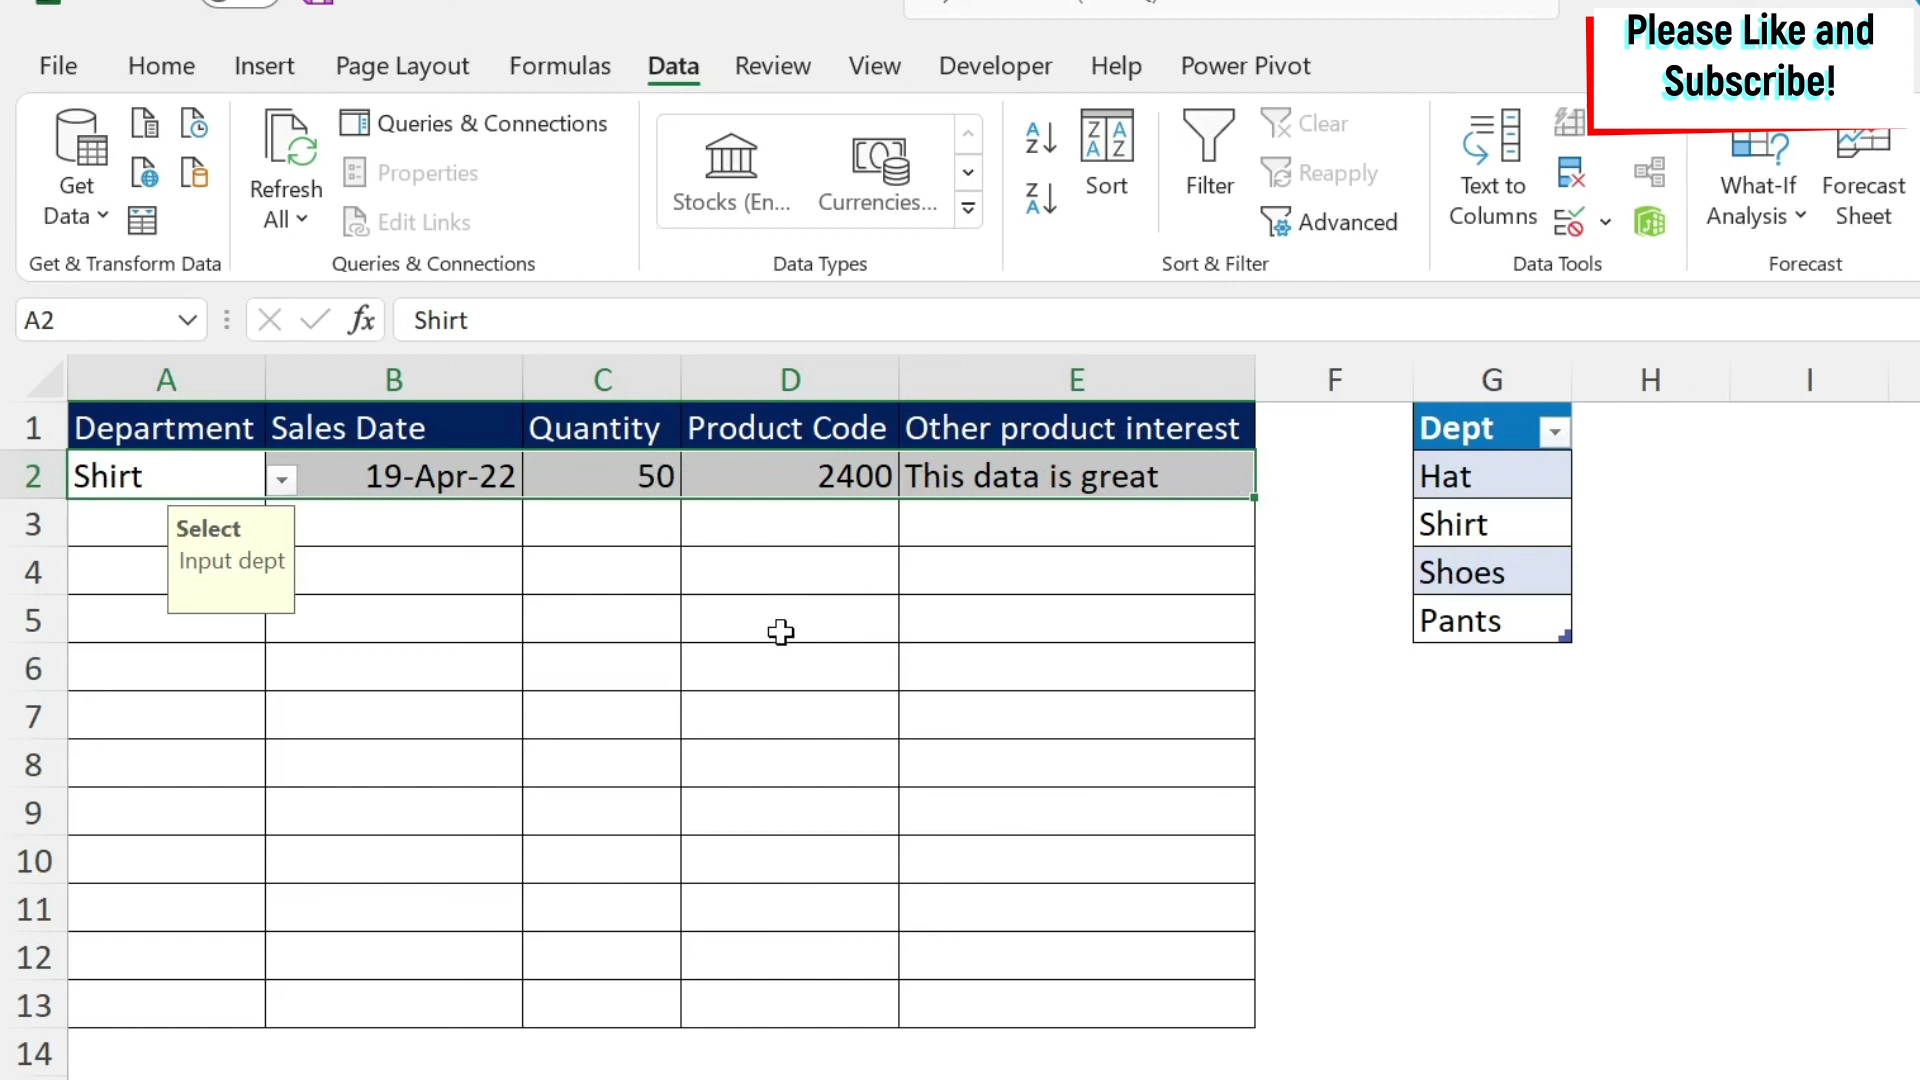 Please Like and
Subscribe!
File Home Insert Page Layout Formulas Data Review View Developer Help Power Pivot
Get
Data
Refresh
All
Queries & Connections
Properties
Edit Links
Stocks (En...
Currencies...
Sort
Filter
Clear
Reapply
Advanced
Text to
Columns
What-If
Analysis
Forecast
Sheet
Get & Transform Data
Queries & Connections
Data Types
Sort & Filter
Data Tools
Forecast
A2
fx
Shirt
A B C D E F G H I
1 Department Sales Date Quantity Product Code Other product interest Dept
2 Shirt 19-Apr-22 50 2400 This data is great Hat
3 Shirt
Select
Input dept
4 Shoes
5 Pants
6
7
8
9
10
11
12
13
14